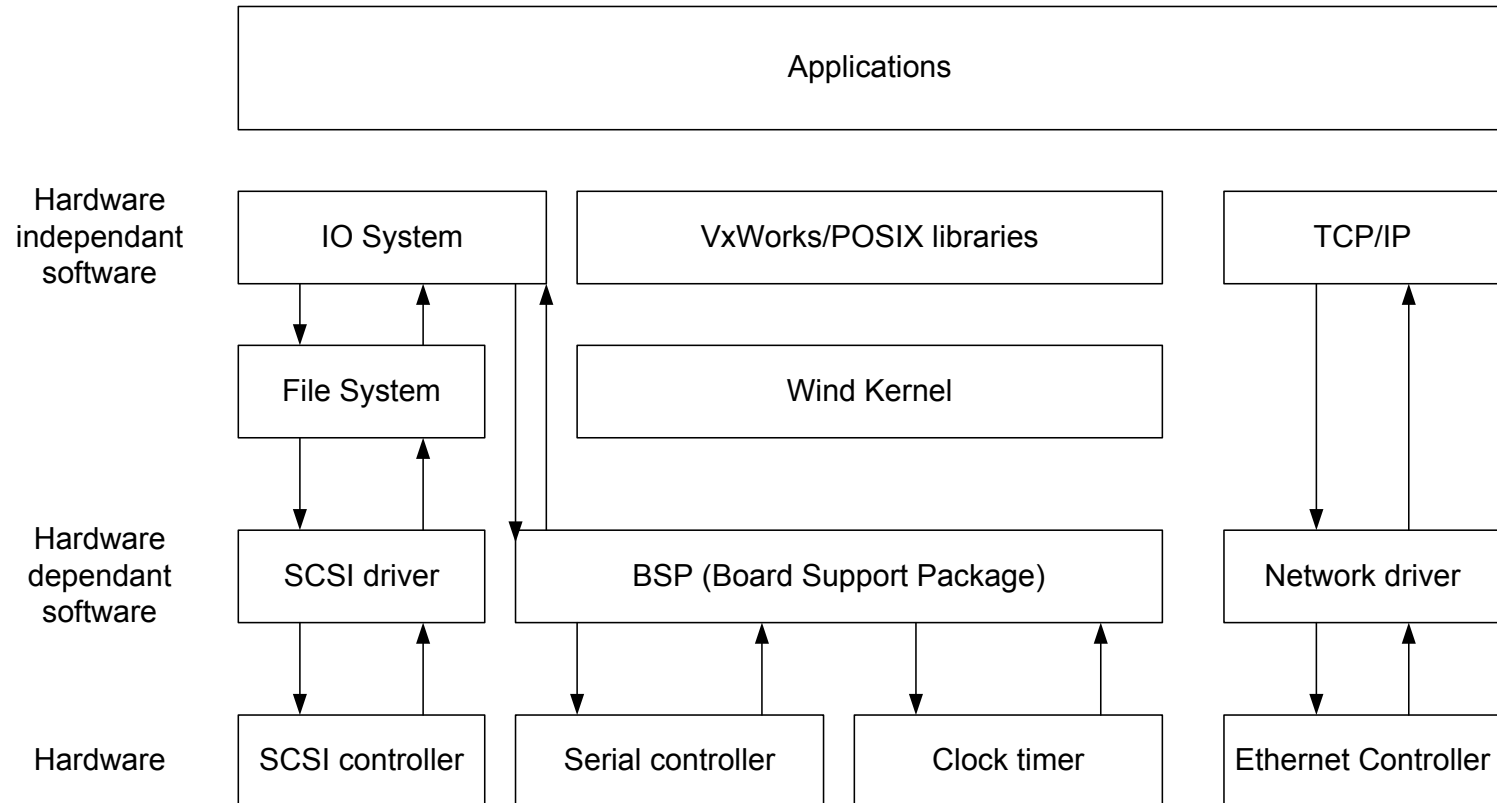 Applications
Hardware
independant
software
IO System
VxWorks/POSIX libraries
TCP/IP
File System
Wind Kernel
Hardware
dependant
software
SCSI driver
BSP (Board Support Package)
Network driver
Hardware
SCSI controller
Serial controller
Clock timer
Ethernet Controller